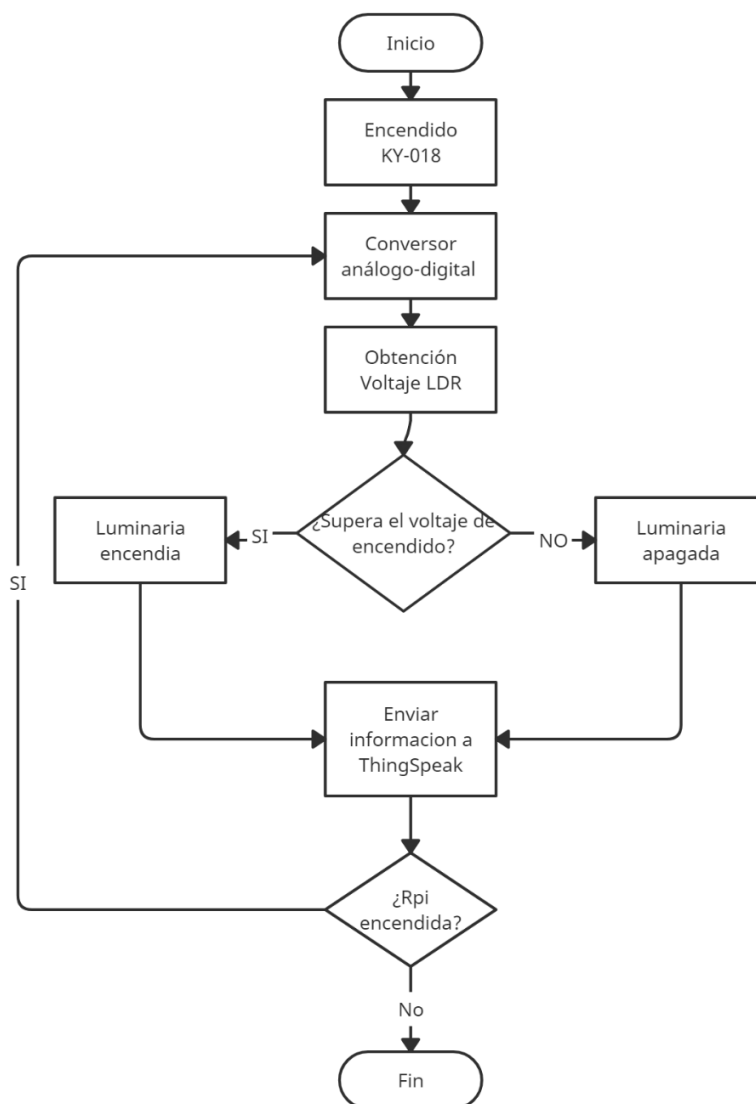 Inicio
Encendido
KY-018
Conversor
análogo-digital
Obtención
Voltaje LDR
¿Supera el voltaje de
encendido?
SI
NO
Luminaria
encendia
Luminaria
apagada
SI
Enviar
informacion a
ThingSpeak
¿Rpi
encendida?
No
Fin